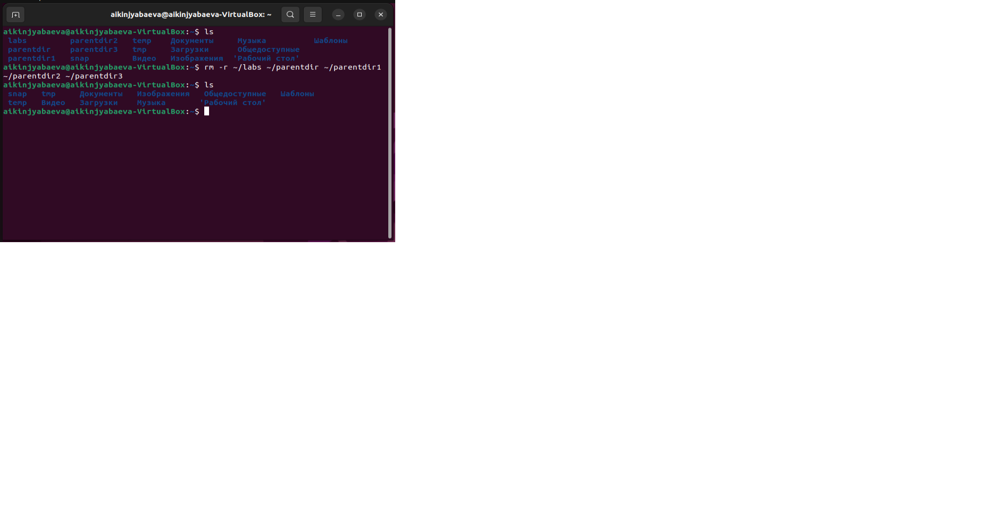 aikinjyabaeva@aikinjyabaeva-VirtualBox: ~
aikinjyabaeva@aikinjyabaeva-VirtualBox:~$ ls
labs parentdir2 temp Документы Музыка Шаблоны
parentdir parentdir3 tmp Загрузки Общедоступные
parentdir1 snap Видео Изображения 'Рабочий стол'
aikinjyabaeva@aikinjyabaeva-VirtualBox:~$ rm -r ~/labs ~/parentdir ~/parentdir1
~/parentdir2 ~/parentdir3
aikinjyabaeva@aikinjyabaeva-VirtualBox:~$ ls
snap tmp Документы Изображения Общедоступные Шаблоны
temp Видео Загрузки Музыка 'Рабочий стол'
aikinjyabaeva@aikinjyabaeva-VirtualBox:~$